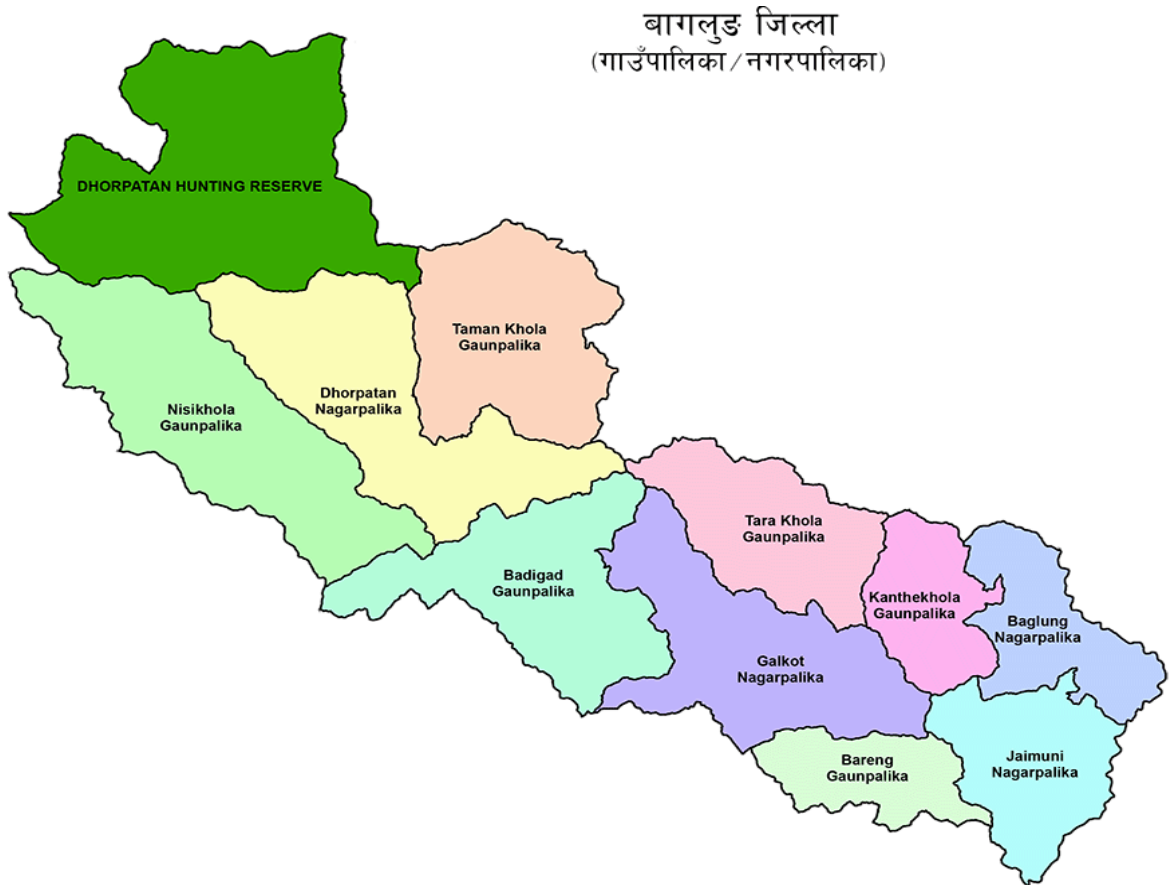 बागलुङ जिल्ला
(गाउँपालिका/नगरपालिका)
DHORPATAN HUNTING RESERVE
Taman Khola
Gaunpalika
Dhorpatan
Nagarpalika
Nisikhola
Gaunpalika
Tara Khola
Gaunpalika
Badigad
Gaunpalika
Kanthekhola
Gaunpalika
Baglung
Nagarpalika
Galkot
Nagarpalika
Bareng
Gaunpalika
Jaimuni
Nagarpalika